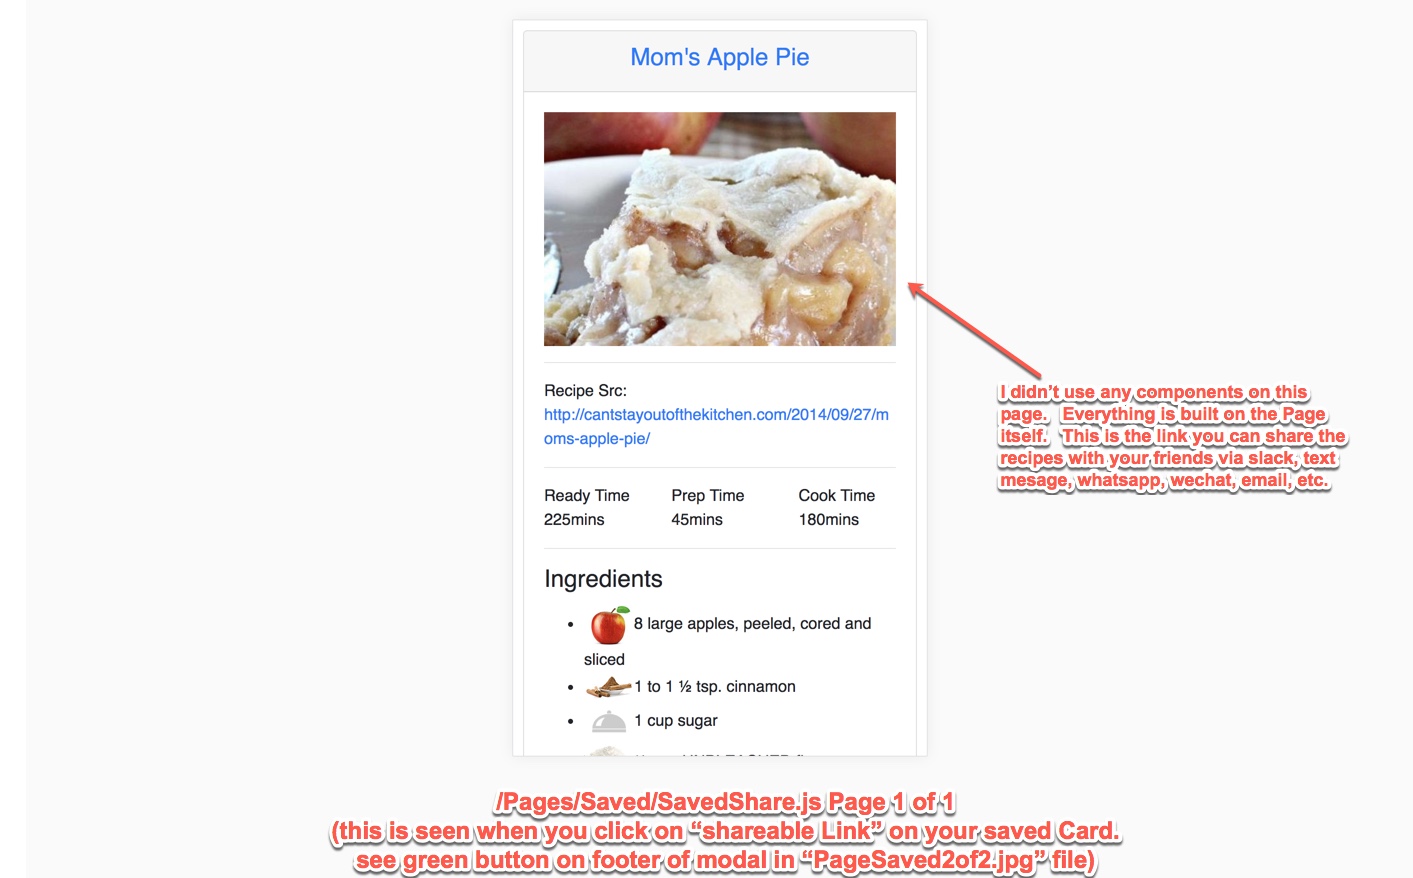 Mom's Apple Pie
Recipe Src:
http://cantstayoutofthekitchen.com/2014/09/27/m
oms-apple-pie/
Ready Time Prep Time Cook Time
225mins 45mins 180mins
Ingredients
8 large apples, peeled, cored and
sliced
1 to 1 ½ tsp. cinnamon
1 cup sugar
I didn't use any components on this
page. Everything is built on the Page
itself. This is the link you can share the
recipes with your friends via slack, text
mesage, whatsapp, wechat, email, etc.
/Pages/Saved/SavedShare.js Page 1 of 1
(this is seen when you click on “shareable Link” on your saved Card.
see green button on footer of modal in “PageSaved2of2.jpg” file)